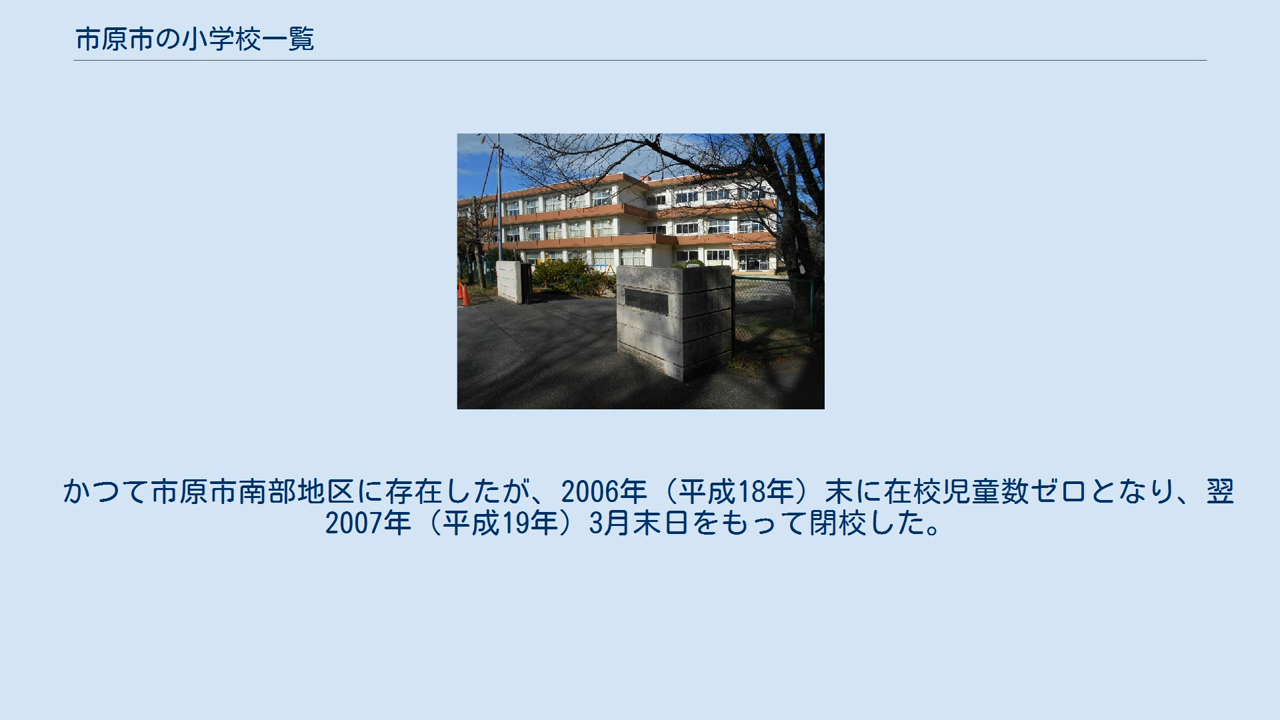 市原市の小学校一覧
かつて市原市南部地区に存在したが、2006年（平成18年）末に在校児童数ゼロとなり、翌
2007年（平成19年）3月末日をもって閉校した。